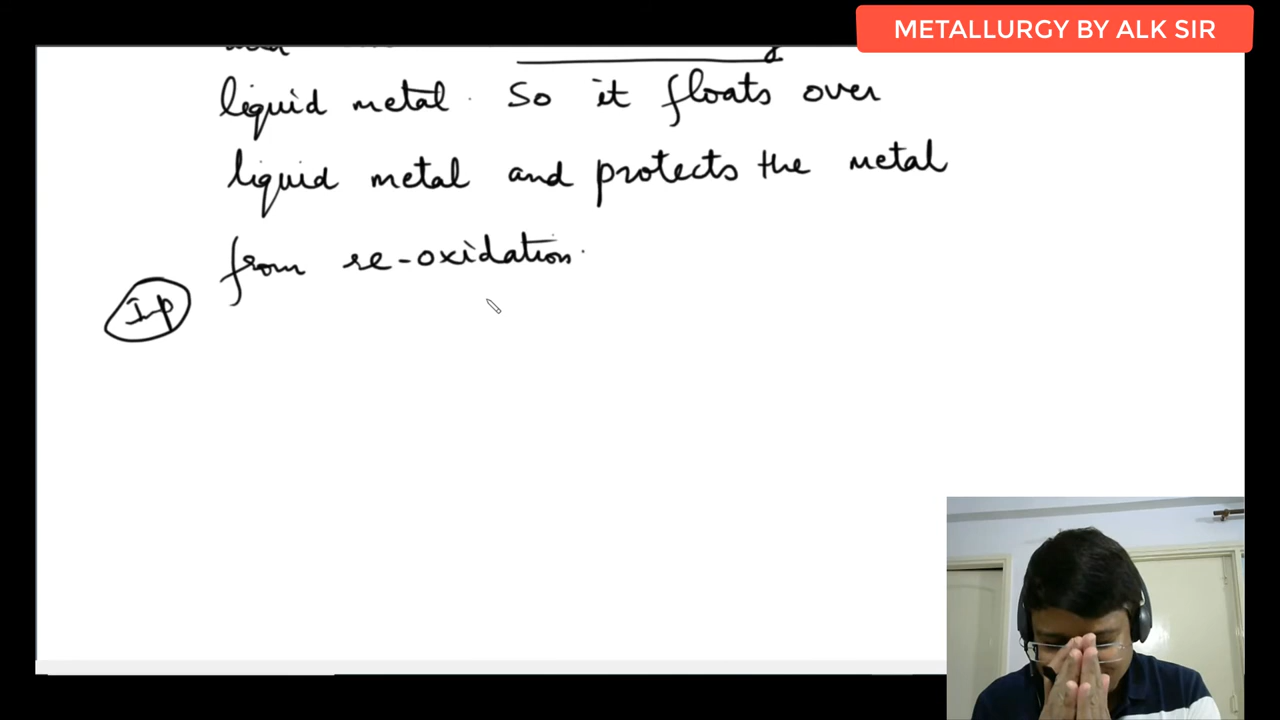 METALLURGY BY ALK SIR
liquid metal. So it floats over
liquid metal and protects the metal
from re-oxidation.
Imp